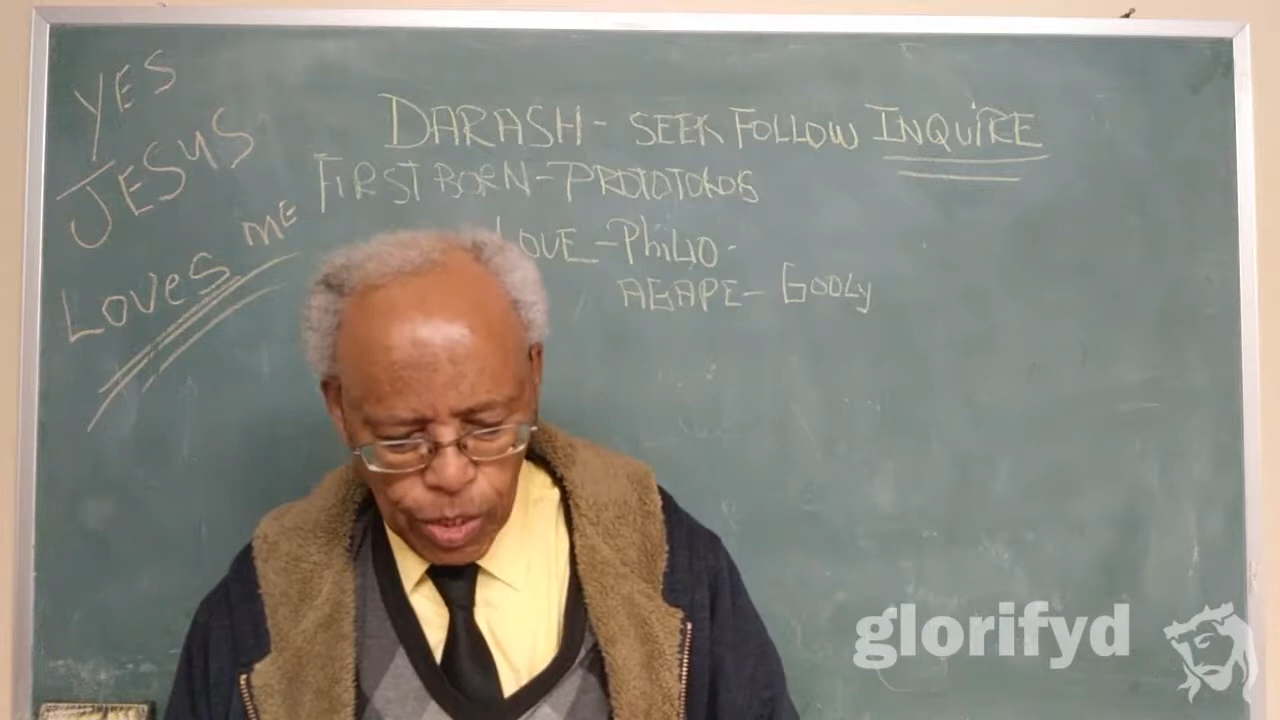 YES
JESUS
Loves ME
DARASH- SEEK FOLLOW INQUIRE
FIRST BORN-PROTOTOKOS
LOVE-PhiLIO-
AGAPE- GODLy
glorifyd